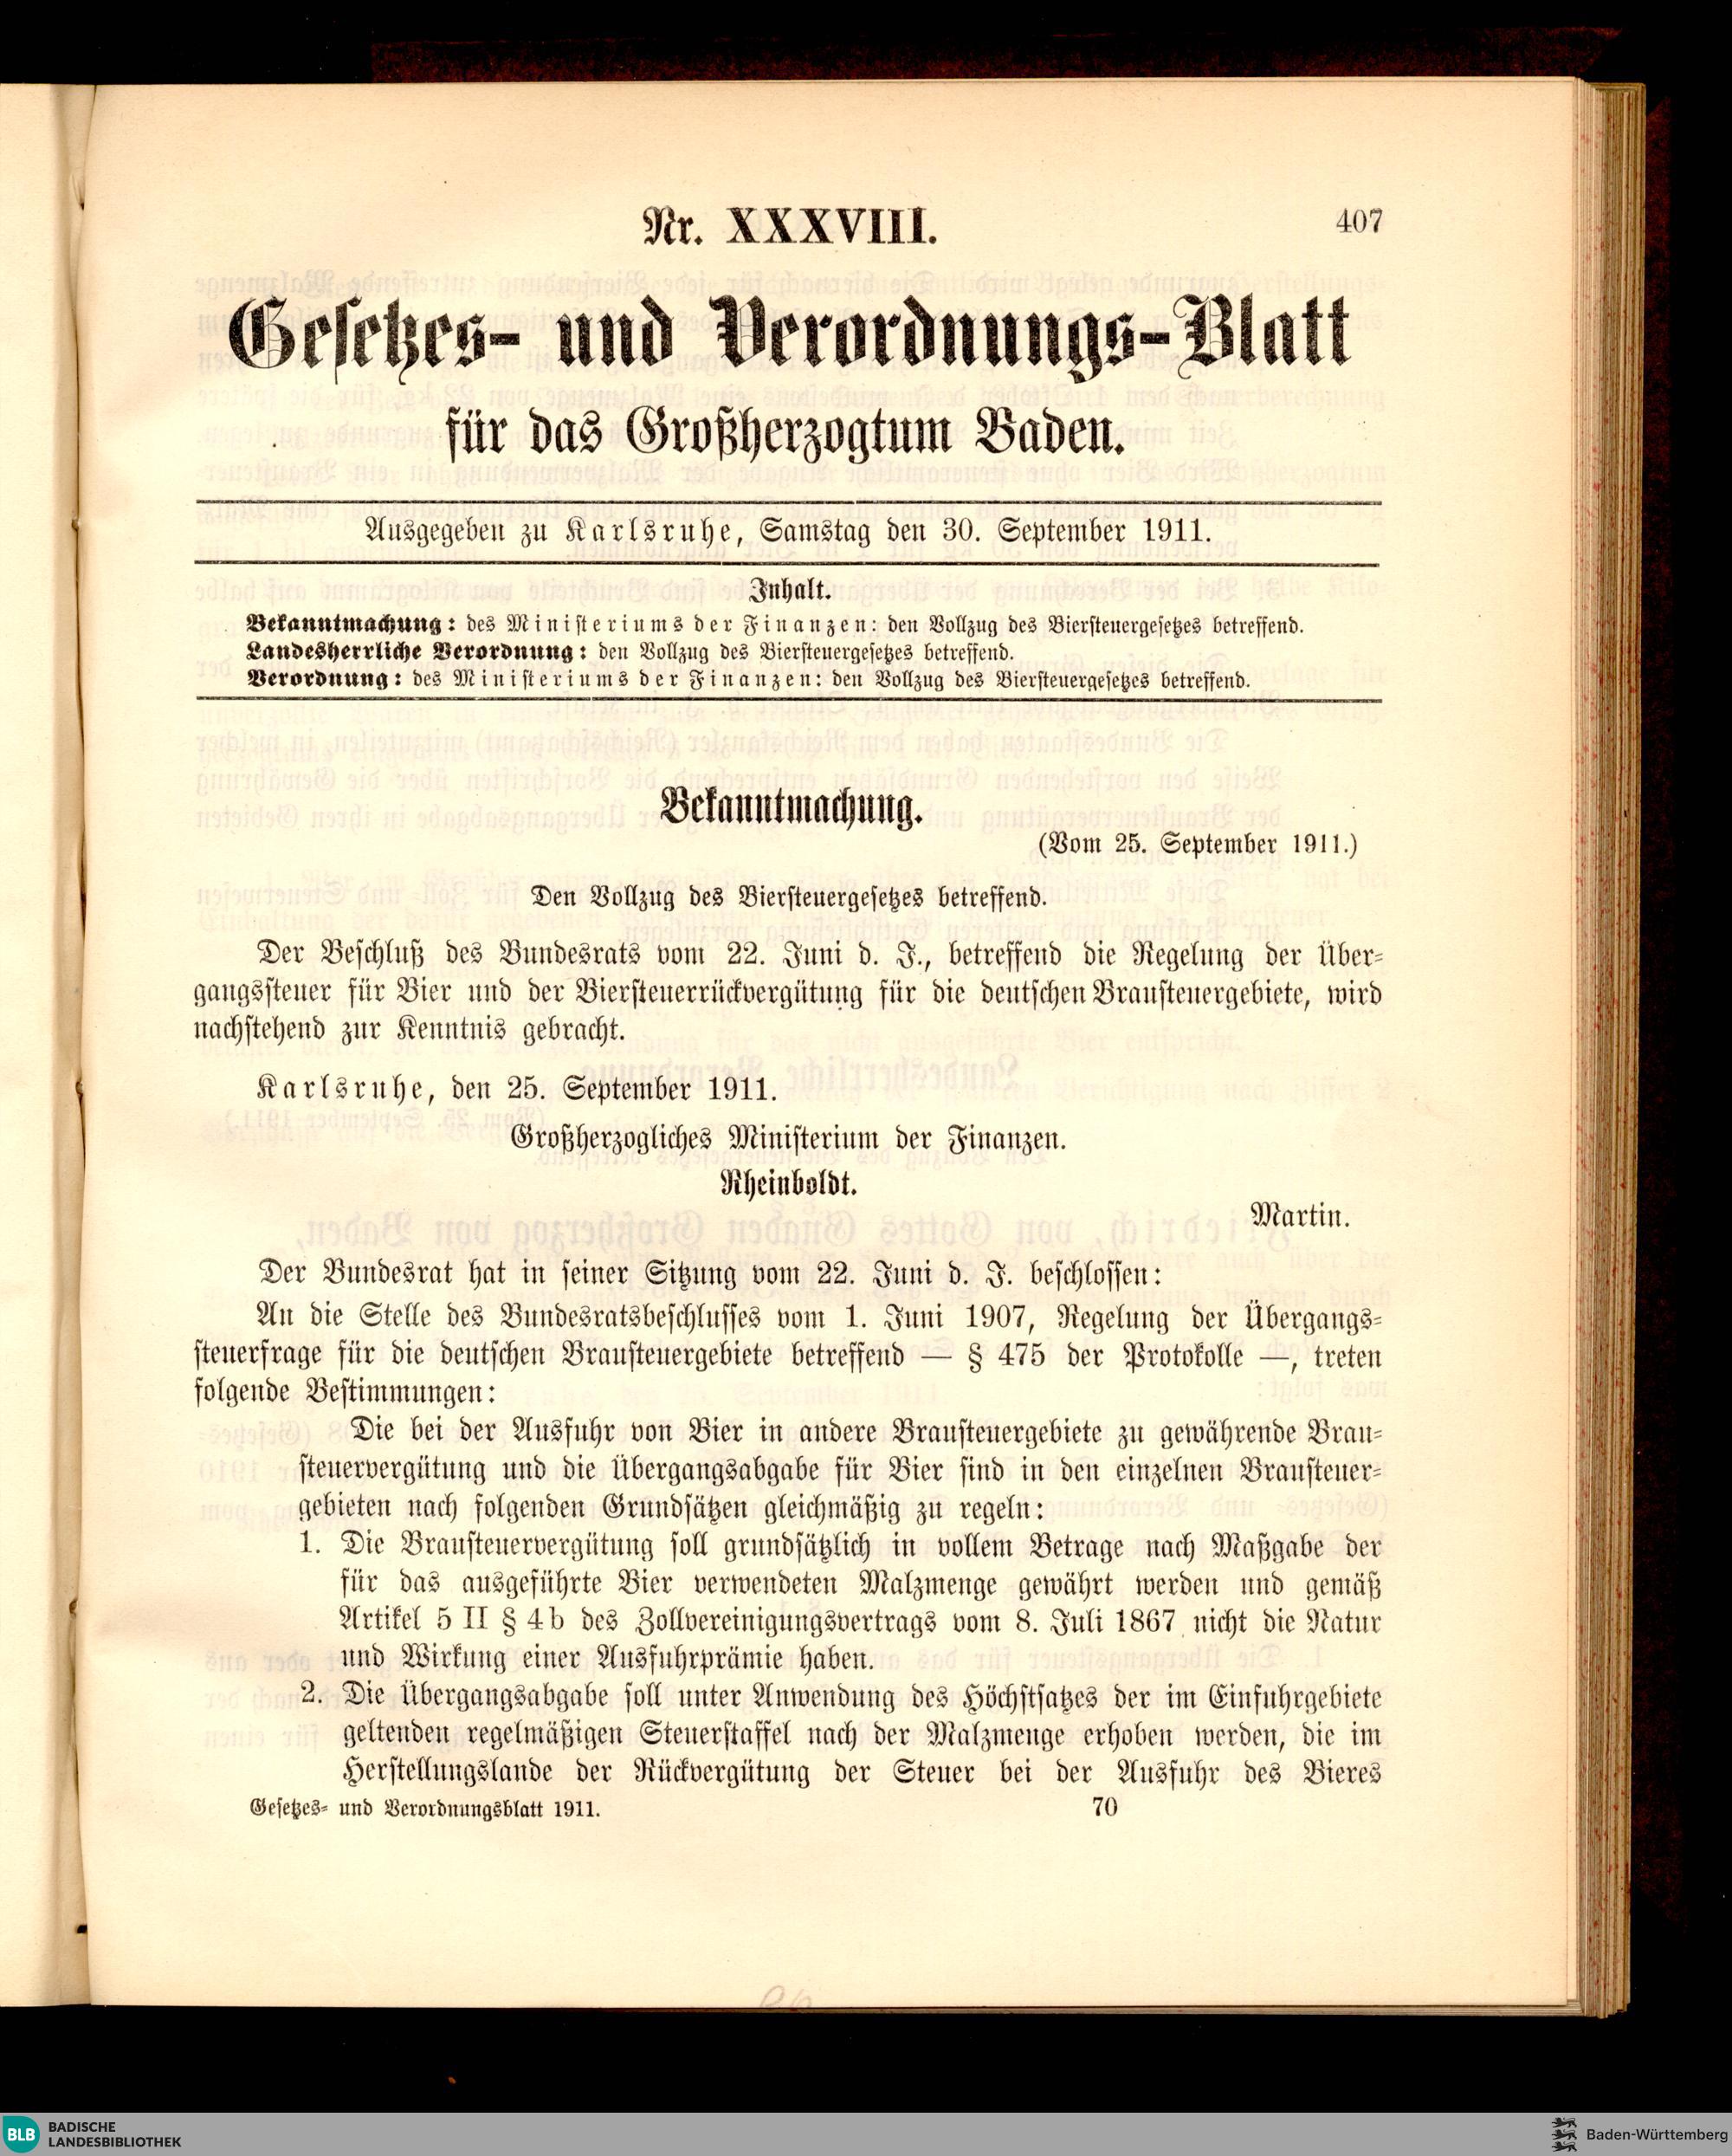 Nr. XXXVIII.
407
Gesetzes- und Verordnungs-Blatt
für das Großherzogtum Baden.
Ausgegeben zu Karlsruhe, Samstag den 30. September 1911.
Inhalt.
Bekanntmachung: des Ministeriums der Finanzen: den Vollzug des Biersteuergesetzes betreffend.
Landesherrliche Verordnung: den Vollzug des Biersteuergesetzes betreffend.
Verordnung: des Ministeriums der Finanzen: den Vollzug des Biersteuergesetzes betreffend.
Bekanntmachung.
(Vom 25. September 1911.)
Den Vollzug des Biersteuergesetzes betreffend.
Der Beschluß des Bundesrats vom 22. Juni d. J., betreffend die Regelung der Über-
gangssteuer für Bier und der Biersteuerrückvergütung für die deutschen Brausteuergebiete, wird
nachstehend zur Kenntnis gebracht.
Karlsruhe, den 25. September 1911.
Großherzogliches Ministerium der Finanzen.
Rheinboldt.
Martin.
Der Bundesrat hat in seiner Sitzung vom 22. Juni d. J. beschlossen:
An die Stelle des Bundesratsbeschlusses vom 1. Juni 1907, Regelung der Übergangs-
steuerfrage für die deutschen Brausteuergebiete betreffend — § 475 der Protokolle —, treten
folgende Bestimmungen:
Die bei der Ausfuhr von Bier in andere Brausteuergebiete zu gewährende Brau-
steuervergütung und die Übergangsabgabe für Bier sind in den einzelnen Brausteuer-
gebieten nach folgenden Grundsätzen gleichmäßig zu regeln:
1. Die Brausteuervergütung soll grundsätzlich in vollem Betrage nach Maßgabe der
für das ausgeführte Bier verwendeten Malzmenge gewährt werden und gemäß
Artikel 5 II § 4 b des Zollvereinigungsvertrags vom 8. Juli 1867 nicht die Natur
und Wirkung einer Ausfuhrprämie haben.
2. Die Übergangsabgabe soll unter Anwendung des Höchstsatzes der im Einfuhrgebiete
geltenden regelmäßigen Steuerstaffel nach der Malzmenge erhoben werden, die im
Herstellungslande der Rückvergütung der Steuer bei der Ausfuhr des Bieres
Gesetzes- und Verordnungsblatt 1911.
70
BLB BADISCHE
LANDESBIBLIOTHEK
Baden-Württemberg